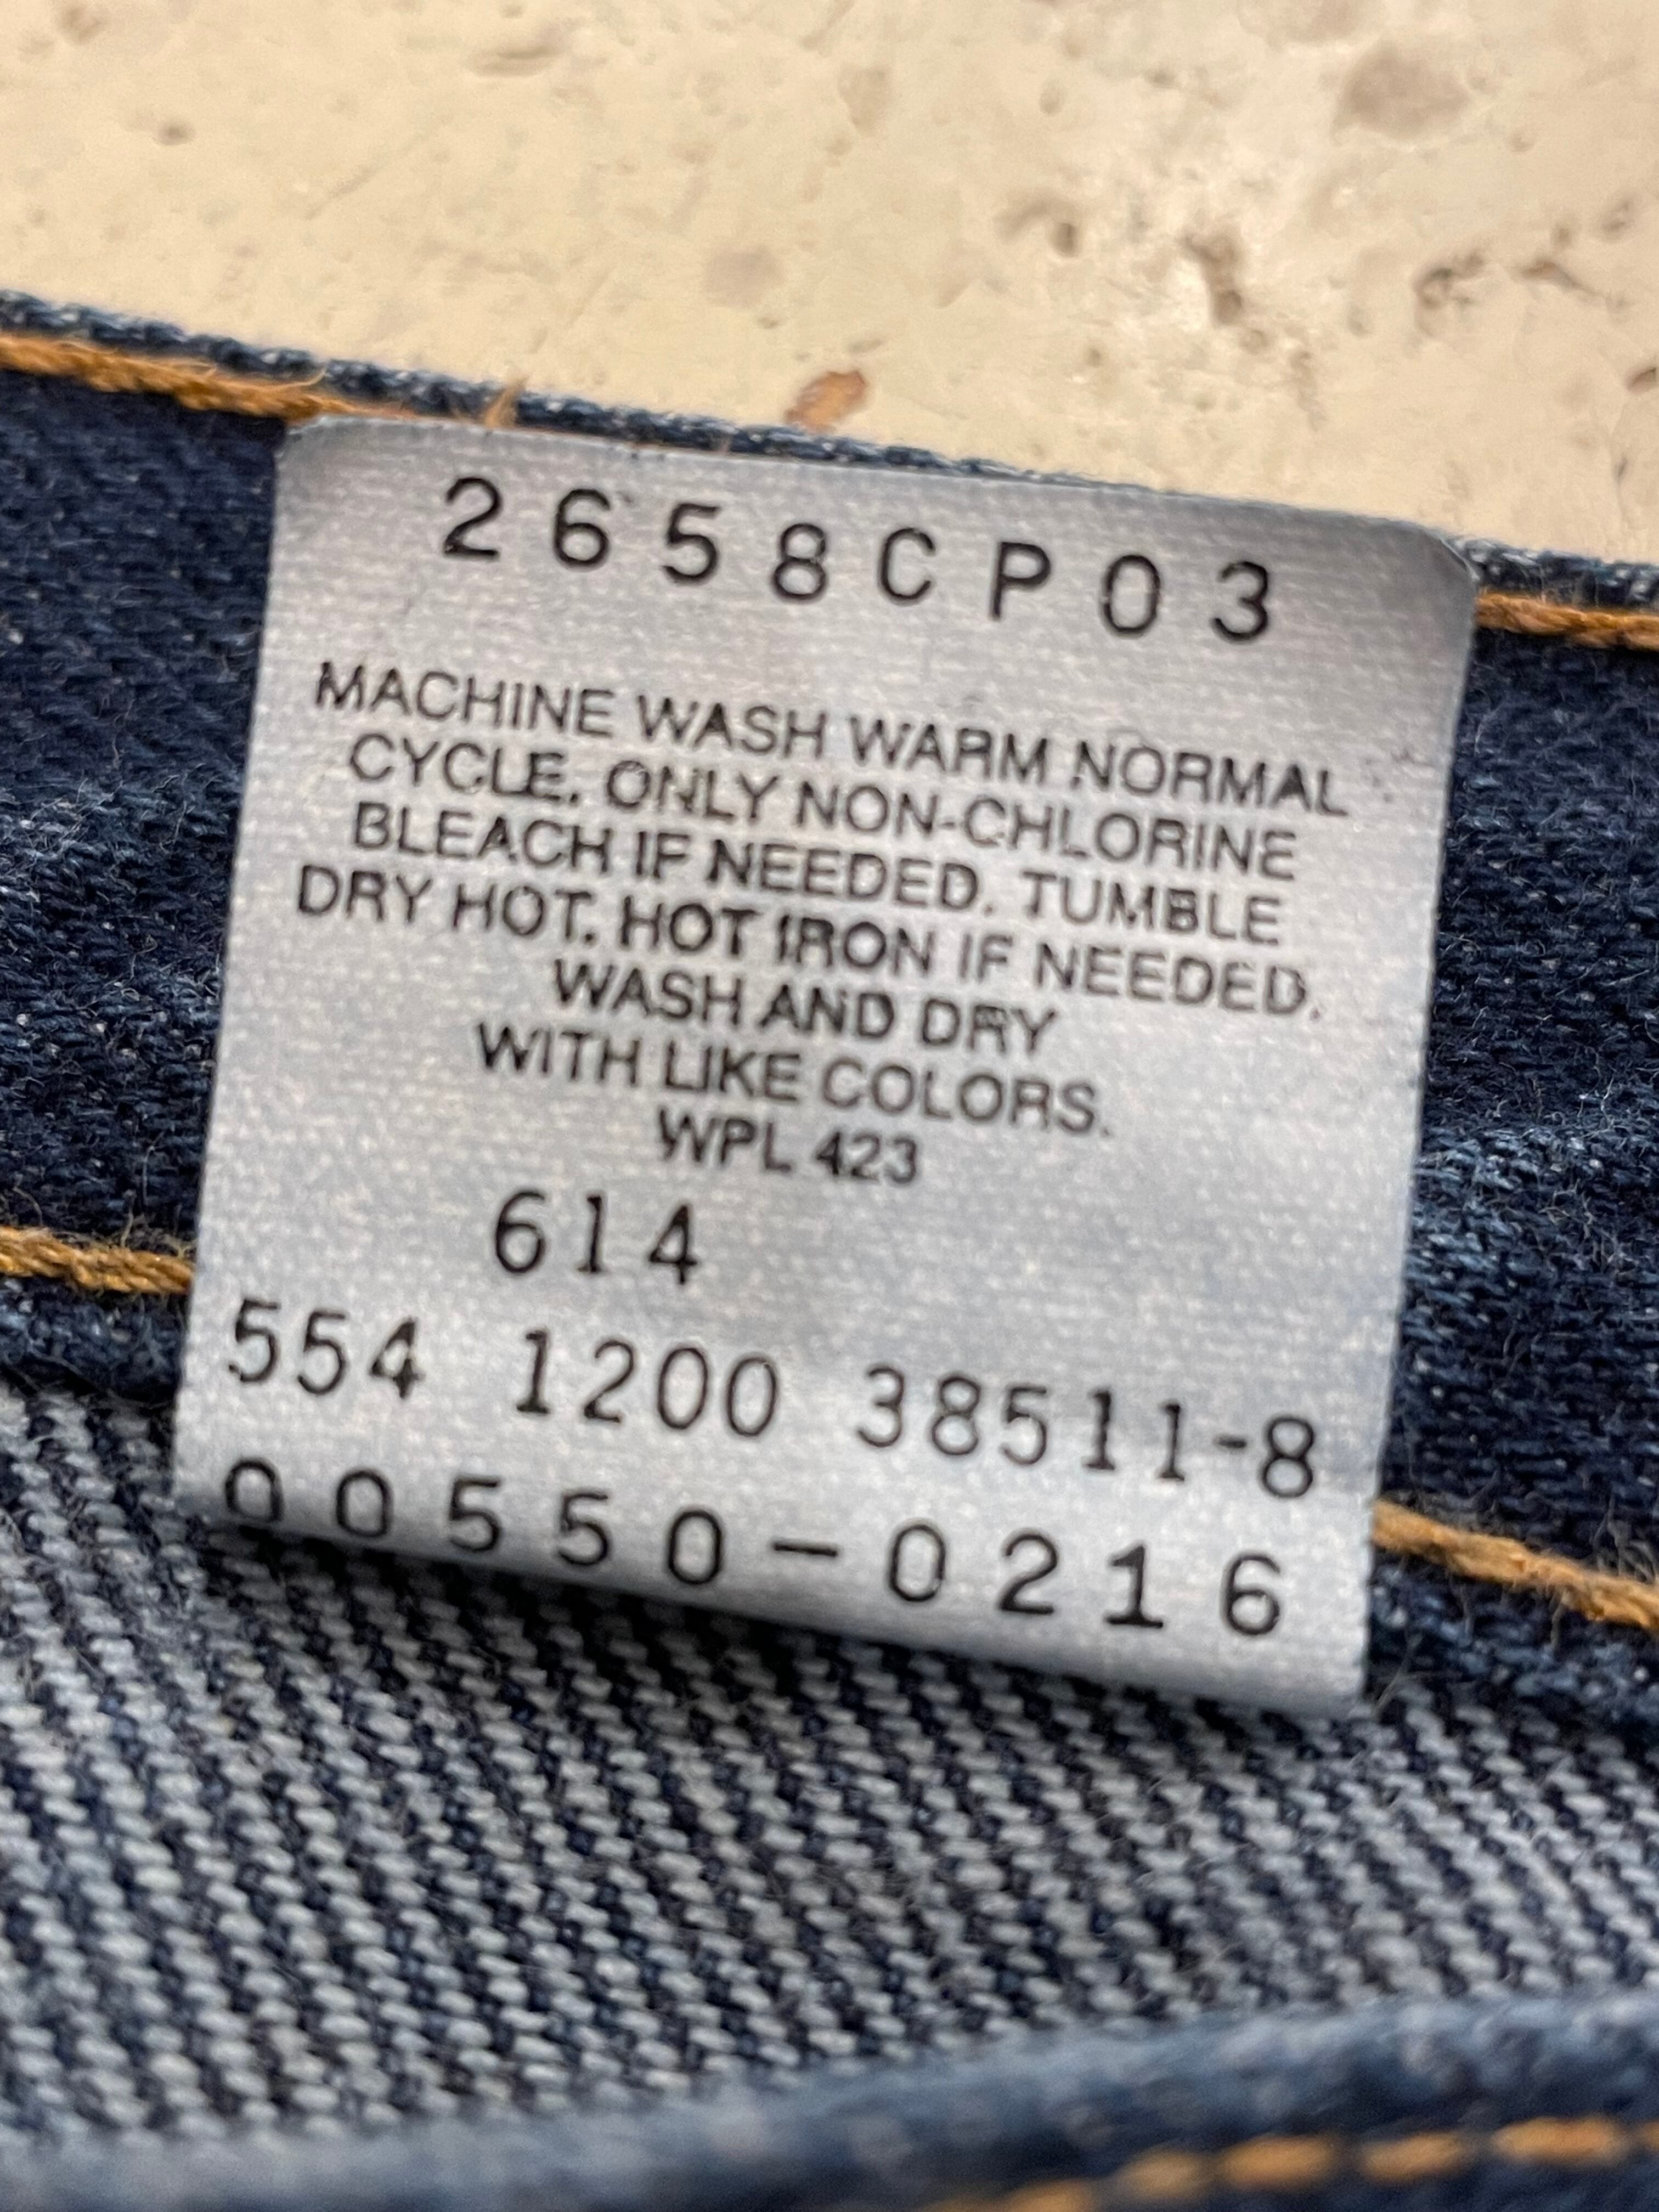 2658CP03
MACHINE WASH WARM NORMAL
CYCLE. ONLY NON-CHLORINE
BLEACH IF NEEDED. TUMBLE
DRY HOT. HOT IRON IF NEEDED.
WASH AND DRY
WITH LIKE COLORS.
WPL 423
614
554 1200 38511-8
00550-0216